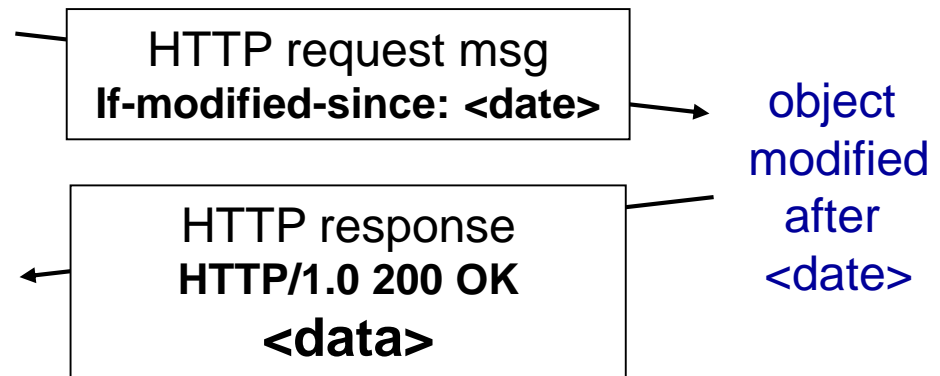 HTTP request msg
If-modified-since: <date>
object
modified
after
<date>
HTTP response
HTTP/1.0 200 OK
<data>